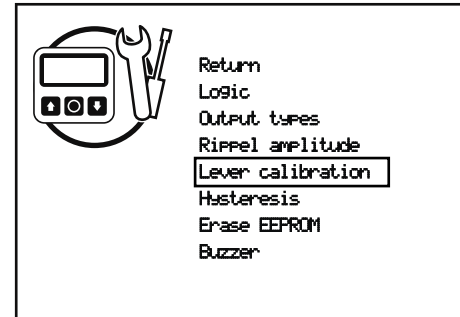 Return
Logic
Output types
Rippel amplitude
Lever calibration
Hysteresis
Erase EEPROM
Buzzer